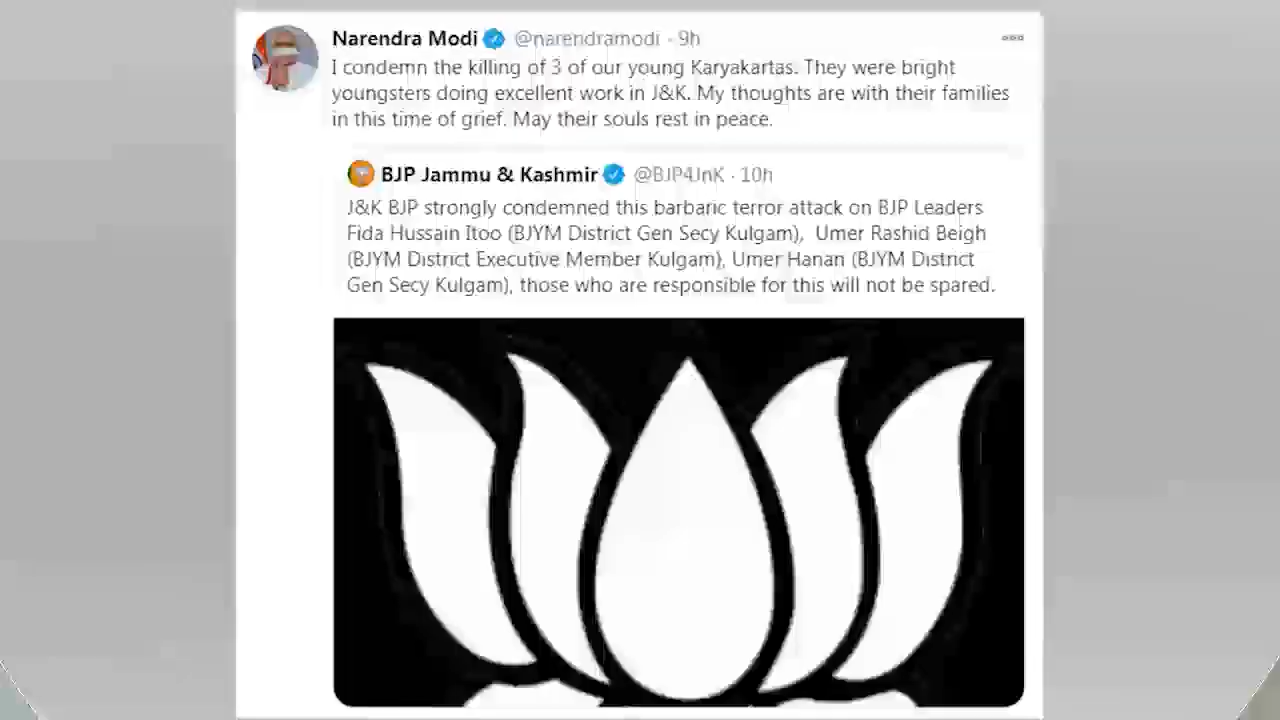 Narendra Modi @narendramodi · 9h
I condemn the killing of 3 of our young Karyakartas. They were bright
youngsters doing excellent work in J&K. My thoughts are with their families
in this time of grief. May their souls rest in peace.
BJP Jammu & Kashmir @BJP4JnK · 10h
J&K BJP strongly condemned this barbaric terror attack on BJP Leaders
Fida Hussain Itoo (BJYM District Gen Secy Kulgam), Umer Rashid Beigh
(BJYM District Executive Member Kulgam), Umer Hanan (BJYM District
Gen Secy Kulgam), those who are responsible for this will not be spared.